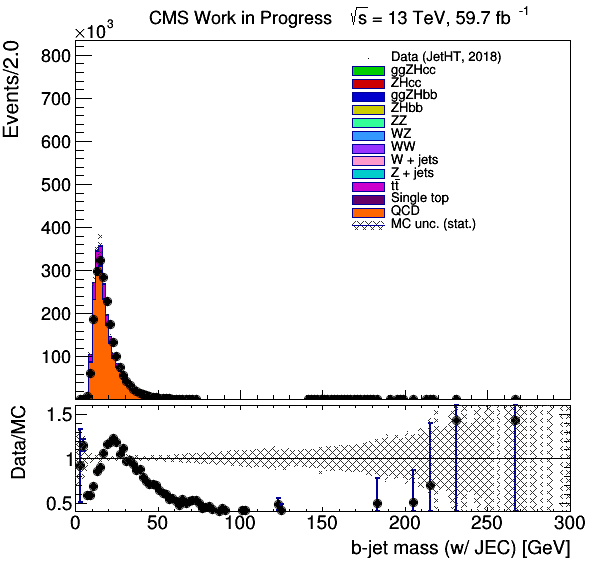 CMS Work in Progress √s = 13 TeV, 59.7 fb⁻¹
×10³
Events/2.0
800
700
600
500
400
300
200
100
Data (JetHT, 2018)
ggZHcc
ZHcc
ggZHbb
ZHbb
ZZ
WZ
WW
W + jets
Z + jets
tt̄
Single top
QCD
MC unc. (stat.)
Data/MC
1.5
1
0.5
0 50 100 150 200 250 300
b-jet mass (w/ JEC) [GeV]